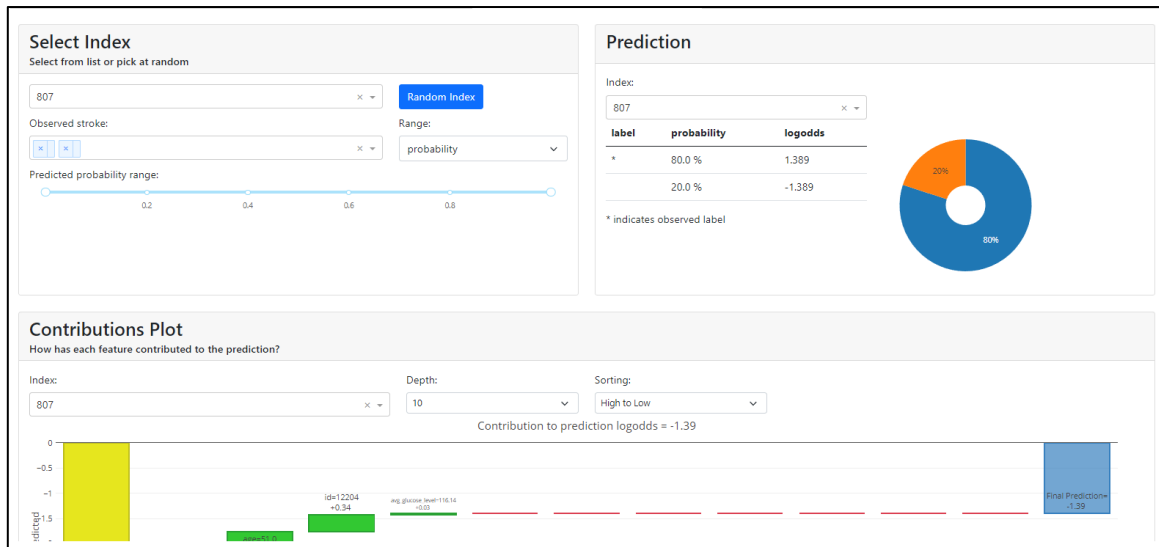 Select Index
Select from list or pick at random
807
Random Index
Observed stroke:
Range:
probability
Predicted probability range:
0.2 0.4 0.6 0.8
Prediction
Index:
807
label probability logodds
* 80.0 % 1.389
20.0 % -1.389
* indicates observed label
20%
80%
Contributions Plot
How has each feature contributed to the prediction?
Index:
Depth:
Sorting:
807
10
High to Low
Contribution to prediction logodds = -1.39
0
−0.5
−1
−1.5
id=12204
+0.34
avg_glucose_level=116.14
+0.03
age=51.0
Final Prediction=
-1.39